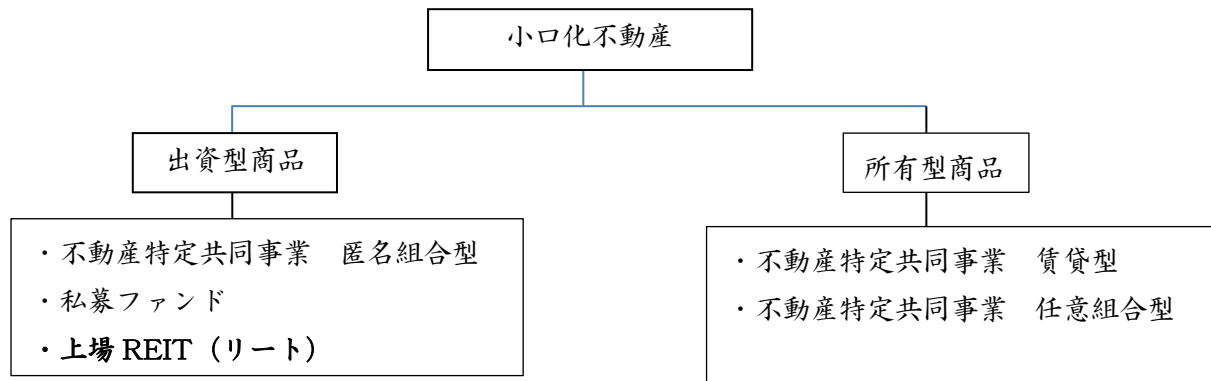 小口化不動産
出資型商品
所有型商品
・不動産特定共同事業　匿名組合型
・私募ファンド
・上場 REIT（リート）
・不動産特定共同事業　賃貸型
・不動産特定共同事業　任意組合型